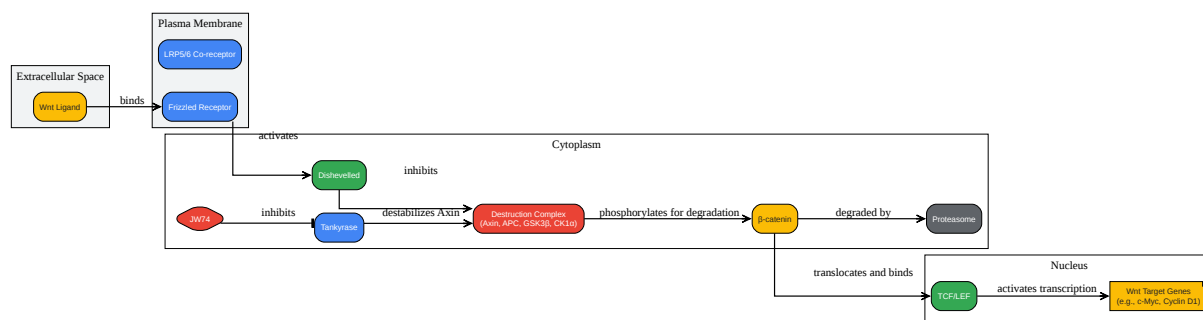 Plasma Membrane
LRP5/6 Co-receptor
Extracellular Space
Wnt Ligand
binds
Frizzled Receptor
activates
Cytoplasm
Dishevelled
inhibits
JW74
inhibits
Tankyrase
destabilizes Axin
Destruction Complex
(Axin, APC, GSK3β, CK1α)
phosphorylates for degradation
β-catenin
degraded by
Proteasome
translocates and binds
Nucleus
TCF/LEF
activates transcription
Wnt Target Genes
(e.g., c-Myc, Cyclin D1)